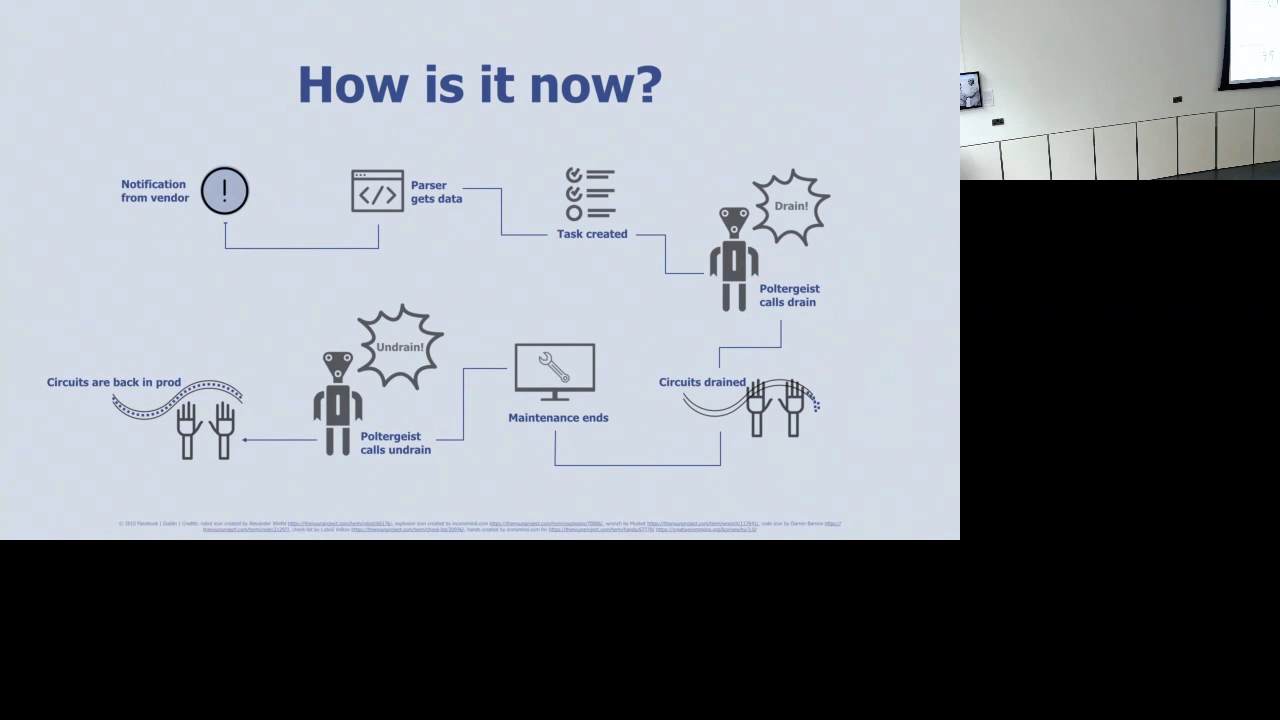 How is it now?
Notification
from vendor
!
</>
Parser
gets data
Task created
Drain!
Poltergeist
calls drain
Circuits are back in prod
Undrain!
Poltergeist
calls undrain
Maintenance ends
Circuits drained